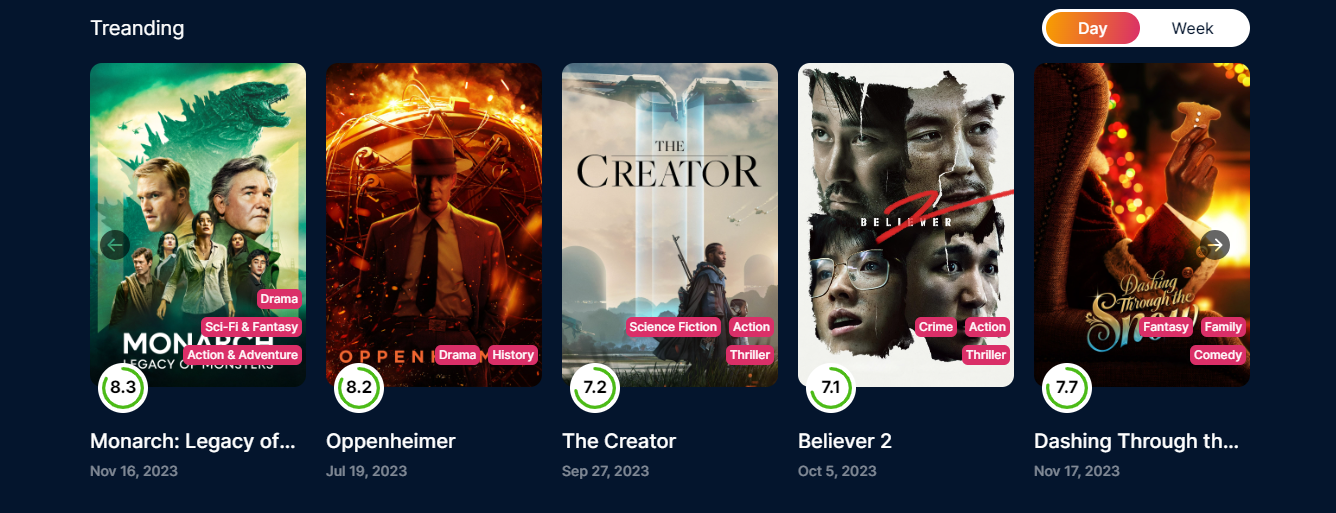 Treanding
Day
Week
MONARCH
LEGACY OF MONSTERS
Drama
Sci-Fi & Fantasy
Action & Adventure
OPPENH M
Drama
History
THE
CREATOR
Science Fiction
Action
Thriller
2
BELIEVER
Crime
Action
Thriller
Dashing
Through the
Snow
Fantasy
Family
Comedy
8.3
8.2
7.2
7.1
7.7
Monarch: Legacy of...
Oppenheimer
The Creator
Believer 2
Dashing Through th...
Nov 16, 2023
Jul 19, 2023
Sep 27, 2023
Oct 5, 2023
Nov 17, 2023